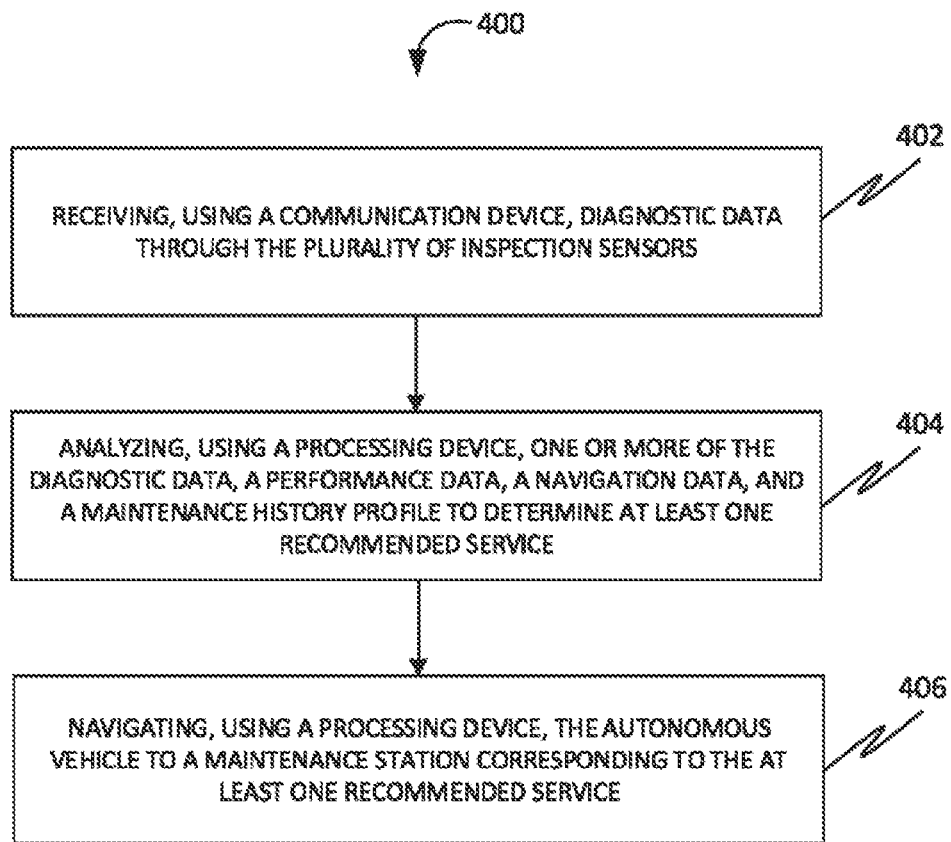 400
402
RECEIVING, USING A COMMUNICATION DEVICE, DIAGNOSTIC DATA
THROUGH THE PLURALITY OF INSPECTION SENSORS
404
ANALYZING, USING A PROCESSING DEVICE, ONE OR MORE OF THE
DIAGNOSTIC DATA, A PERFORMANCE DATA, A NAVIGATION DATA, AND
A MAINTENANCE HISTORY PROFILE TO DETERMINE AT LEAST ONE
RECOMMENDED SERVICE
406
NAVIGATING, USING A PROCESSING DEVICE, THE AUTONOMOUS
VEHICLE TO A MAINTENANCE STATION CORRESPONDING TO THE AT
LEAST ONE RECOMMENDED SERVICE